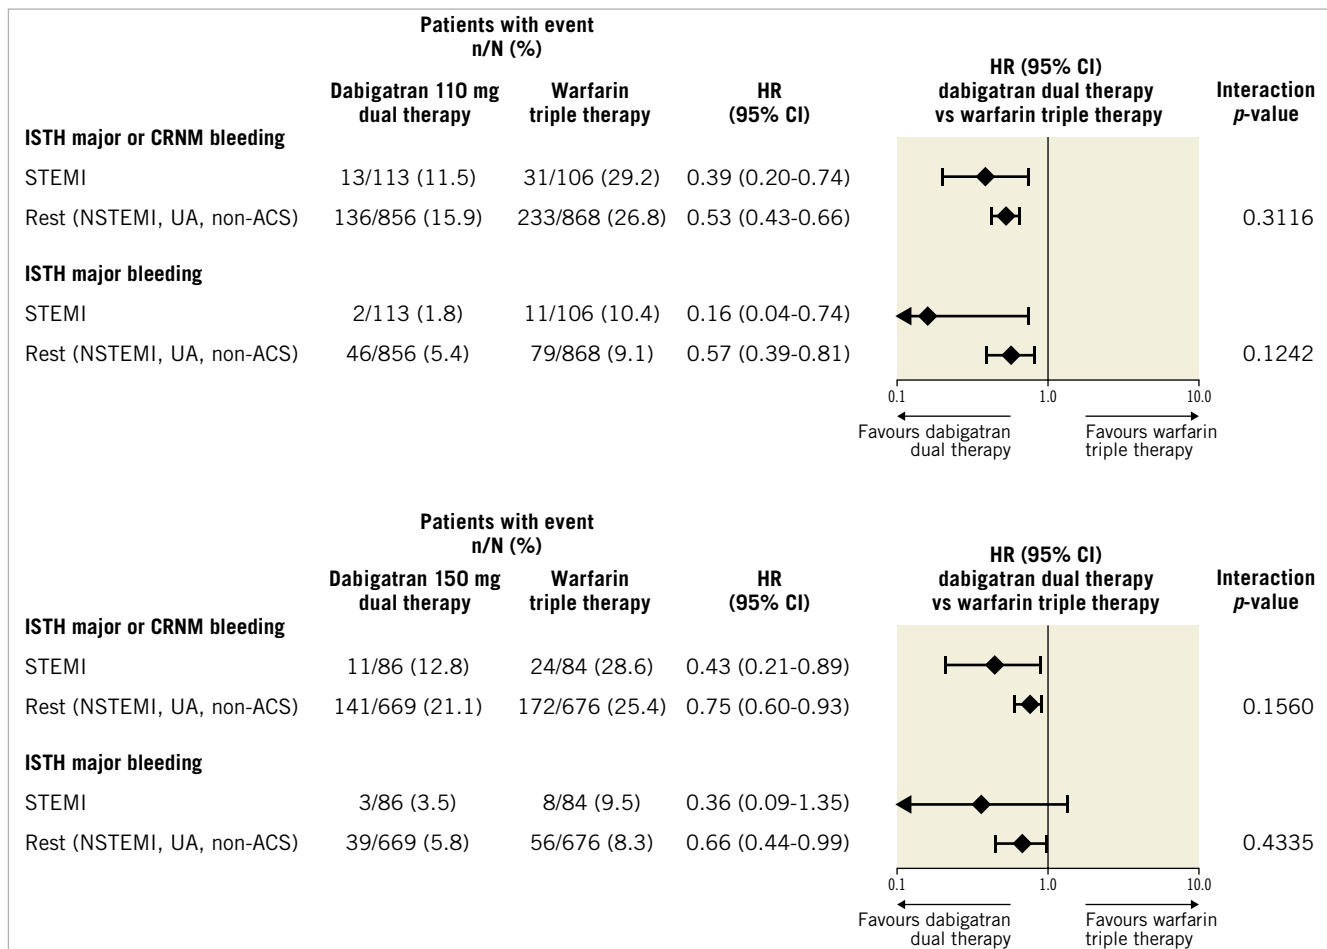 Patients with event
n/N (%)
Dabigatran 110 mg
dual therapy
Warfarin
triple therapy
HR
(95% CI)
HR (95% CI)
dabigatran dual therapy
vs warfarin triple therapy
Interaction
p-value
ISTH major or CRNM bleeding
STEMI 13/113 (11.5) 31/106 (29.2) 0.39 (0.20-0.74)
Rest (NSTEMI, UA, non-ACS) 136/856 (15.9) 233/868 (26.8) 0.53 (0.43-0.66) 0.3116
ISTH major bleeding
STEMI 2/113 (1.8) 11/106 (10.4) 0.16 (0.04-0.74)
Rest (NSTEMI, UA, non-ACS) 46/856 (5.4) 79/868 (9.1) 0.57 (0.39-0.81) 0.1242
0.1 1.0 10.0
Favours dabigatran
dual therapy
Favours warfarin
triple therapy
Patients with event
n/N (%)
Dabigatran 150 mg
dual therapy
Warfarin
triple therapy
HR
(95% CI)
HR (95% CI)
dabigatran dual therapy
vs warfarin triple therapy
Interaction
p-value
ISTH major or CRNM bleeding
STEMI 11/86 (12.8) 24/84 (28.6) 0.43 (0.21-0.89)
Rest (NSTEMI, UA, non-ACS) 141/669 (21.1) 172/676 (25.4) 0.75 (0.60-0.93) 0.1560
ISTH major bleeding
STEMI 3/86 (3.5) 8/84 (9.5) 0.36 (0.09-1.35)
Rest (NSTEMI, UA, non-ACS) 39/669 (5.8) 56/676 (8.3) 0.66 (0.44-0.99) 0.4335
0.1 1.0 10.0
Favours dabigatran
dual therapy
Favours warfarin
triple therapy